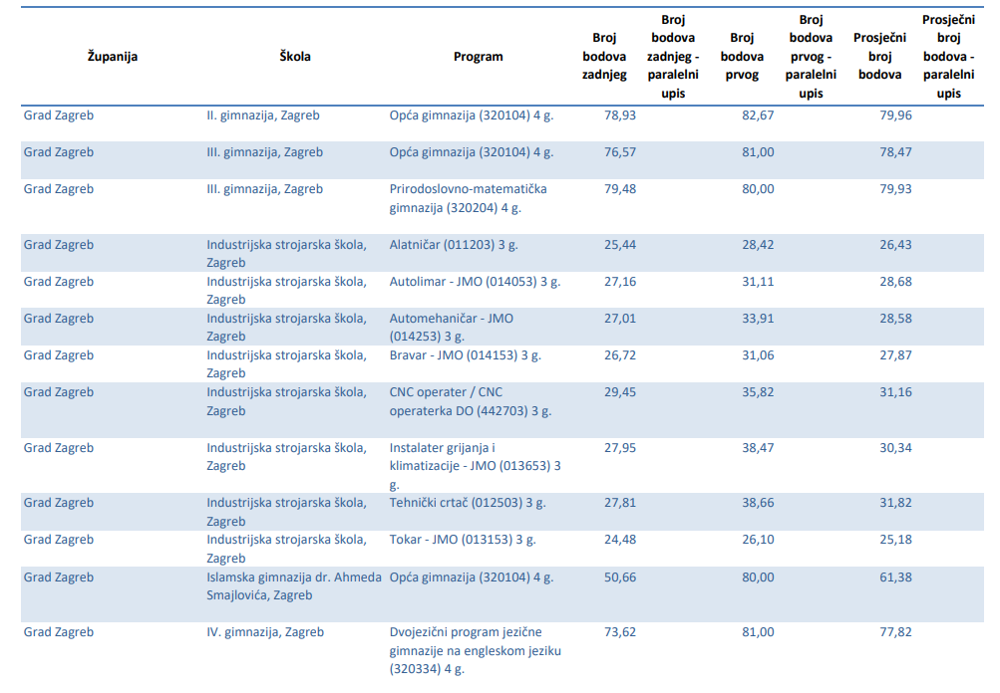 Županija Škola Program Broj bodova zadnjeg Broj bodova zadnjeg - paralelni upis Broj bodova prvog Broj bodova prvog - paralelni upis Prosječni broj bodova Prosječni broj bodova - paralelni upis
Grad Zagreb II. gimnazija, Zagreb Opća gimnazija (320104) 4 g. 78,93 82,67 79,96
Grad Zagreb III. gimnazija, Zagreb Opća gimnazija (320104) 4 g. 76,57 81,00 78,47
Grad Zagreb III. gimnazija, Zagreb Prirodoslovno-matematička 79,48 80,00 79,93
gimnazija (320204) 4 g.
Grad Zagreb Industrijska strojarska škola, Alatničar (011203) 3 g. 25,44 28,42 26,43
Zagreb
Grad Zagreb Industrijska strojarska škola, Autolimar - JMO (014053) 3 g. 27,16 31,11 28,68
Zagreb
Grad Zagreb Industrijska strojarska škola, Automehaničar - JMO 27,01 33,91 28,58
Zagreb (014253) 3 g.
Grad Zagreb Industrijska strojarska škola, Bravar - JMO (014153) 3 g. 26,72 31,06 27,87
Zagreb
Grad Zagreb Industrijska strojarska škola, CNC operater / CNC 29,45 35,82 31,16
Zagreb operaterka DO (442703) 3 g.
Grad Zagreb Industrijska strojarska škola, Instalater grijanja i 27,95 38,47 30,34
Zagreb klimatizacije - JMO (013653) 3
g.
Grad Zagreb Industrijska strojarska škola, Tehnički crtač (012503) 3 g. 27,81 38,66 31,82
Zagreb
Grad Zagreb Industrijska strojarska škola, Tokar - JMO (013153) 3 g. 24,48 26,10 25,18
Zagreb
Grad Zagreb Islamska gimnazija dr. Ahmeda Opća gimnazija (320104) 4 g. 50,66 80,00 61,38
Smajlovića, Zagreb
Grad Zagreb IV. gimnazija, Zagreb Dvojezični program jezične 73,62 81,00 77,82
gimnazije na engleskom jeziku
(320334) 4 g.